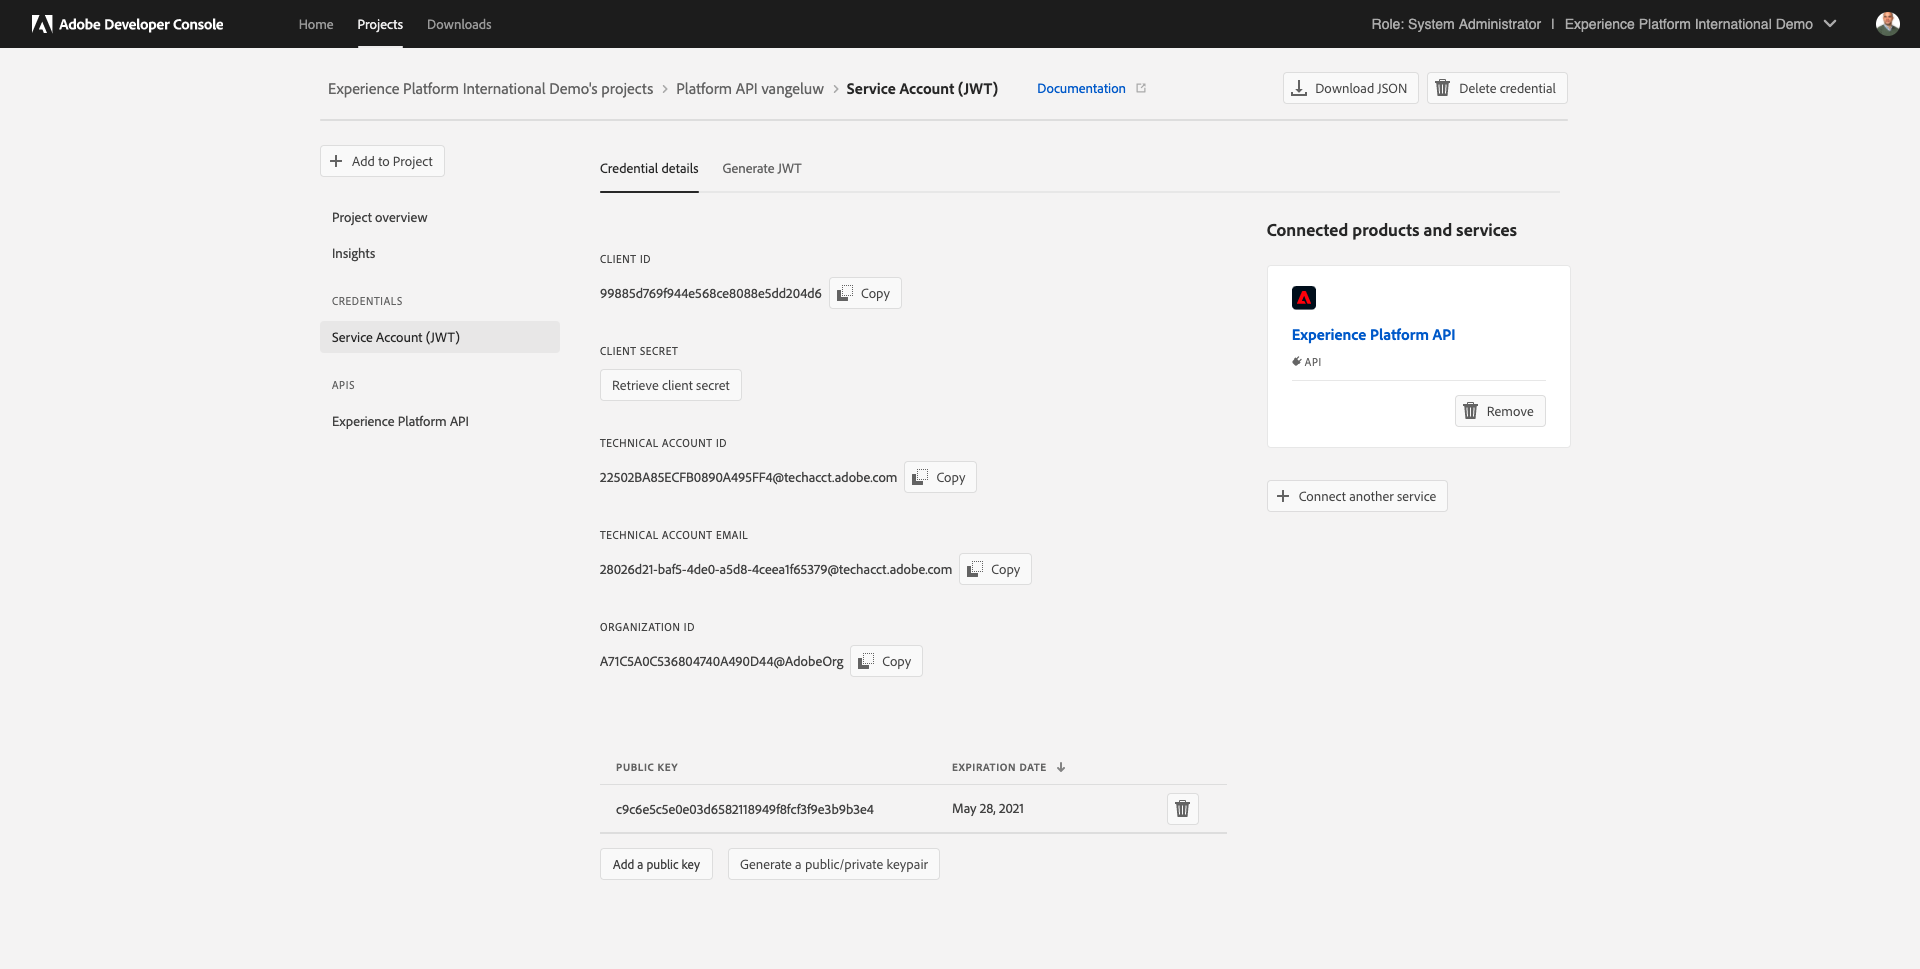 Adobe Developer Console
Home
Projects
Downloads
Role: System Administrator | Experience Platform International Demo
Experience Platform International Demo's projects > Platform API vangeluw > Service Account (JWT)
Documentation
Download JSON
Delete credential
Add to Project
Project overview
Insights
CREDENTIALS
Service Account (JWT)
APIS
Experience Platform API
Credential details
Generate JWT
CLIENT ID
99885d769f944e568ce8088e5dd204d6
Copy
CLIENT SECRET
Retrieve client secret
TECHNICAL ACCOUNT ID
22502BA85ECFB0890A495FF4@techacct.adobe.com
Copy
TECHNICAL ACCOUNT EMAIL
28026d21-baf5-4de0-a5d8-4ceea1f65379@techacct.adobe.com
Copy
ORGANIZATION ID
A71C5A0C536804740A490D44@AdobeOrg
Copy
PUBLIC KEY
EXPIRATION DATE
c9c6e5c5e0e03d6582118949f8fcf3f9e3b9b3e4
May 28, 2021
Add a public key
Generate a public/private keypair
Connected products and services
Experience Platform API
API
Remove
Connect another service